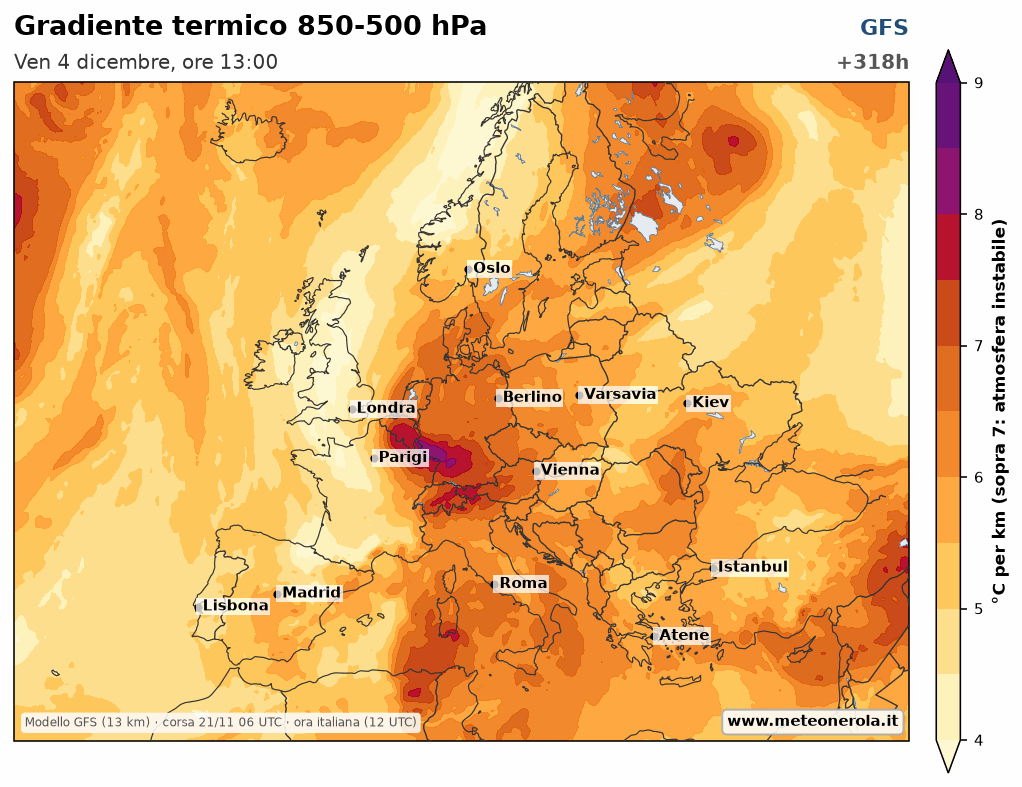 Gradiente termico 850-500 hPa
GFS
Ven 4 dicembre, ore 13:00
+318h
Oslo
Londra
Berlino
Varsavia
Kiev
Parigi
Vienna
Istanbul
Roma
Madrid
Lisbona
Atene
Modello GFS (13 km) · corsa 21/11 06 UTC · ora italiana (12 UTC)
www.meteonerola.it
9
8
7
6
5
4
°C per km (sopra 7: atmosfera instabile)